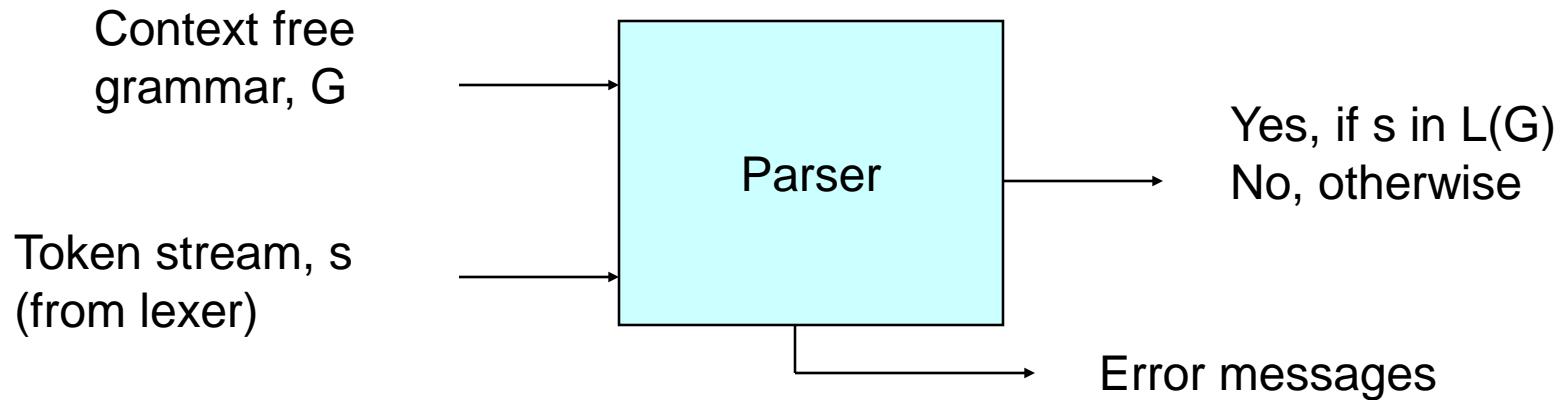 Context free
grammar, G
Token stream, s
(from lexer)
Parser
Yes, if s in L(G)
No, otherwise
Error messages